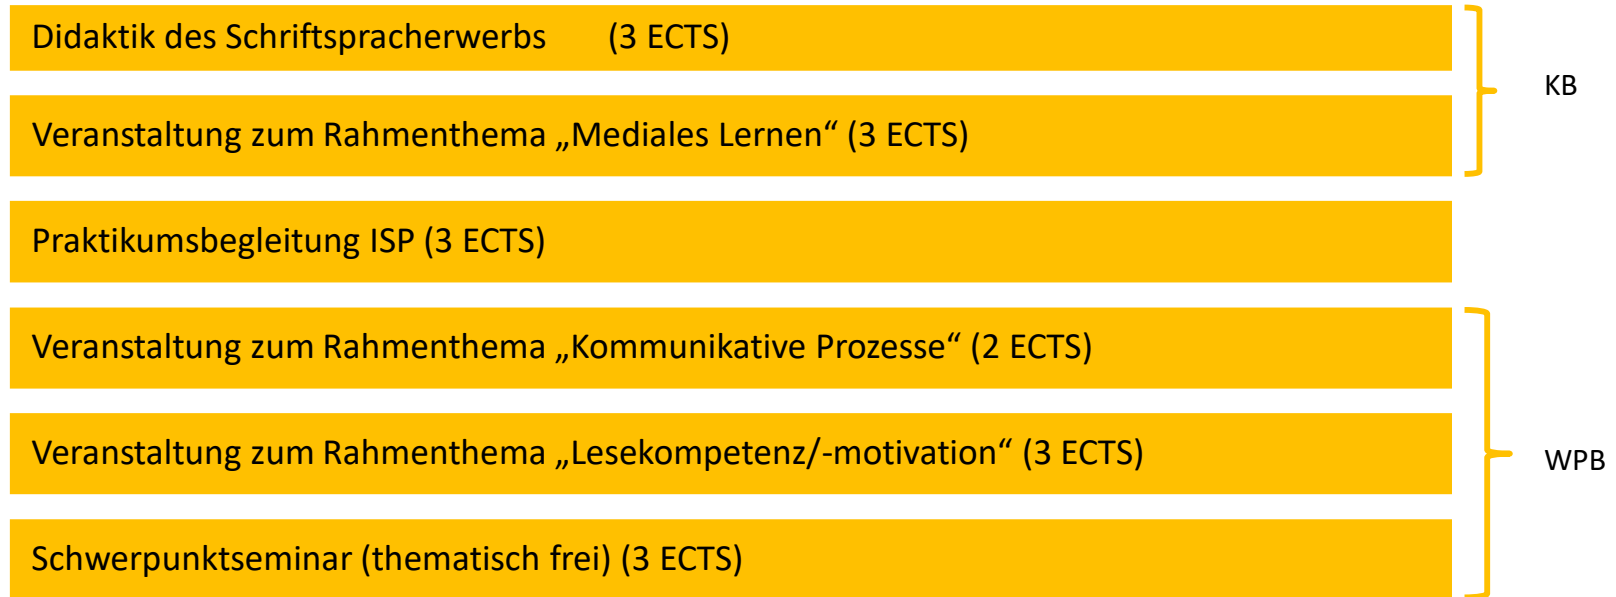 Didaktik des Schriftspracherwerbs (3 ECTS)
KB
Veranstaltung zum Rahmenthema „Mediales Lernen“ (3 ECTS)
Praktikumsbegleitung ISP (3 ECTS)
Veranstaltung zum Rahmenthema „Kommunikative Prozesse“ (2 ECTS)
Veranstaltung zum Rahmenthema „Lesekompetenz/-motivation“ (3 ECTS)
WPB
Schwerpunktseminar (thematisch frei) (3 ECTS)